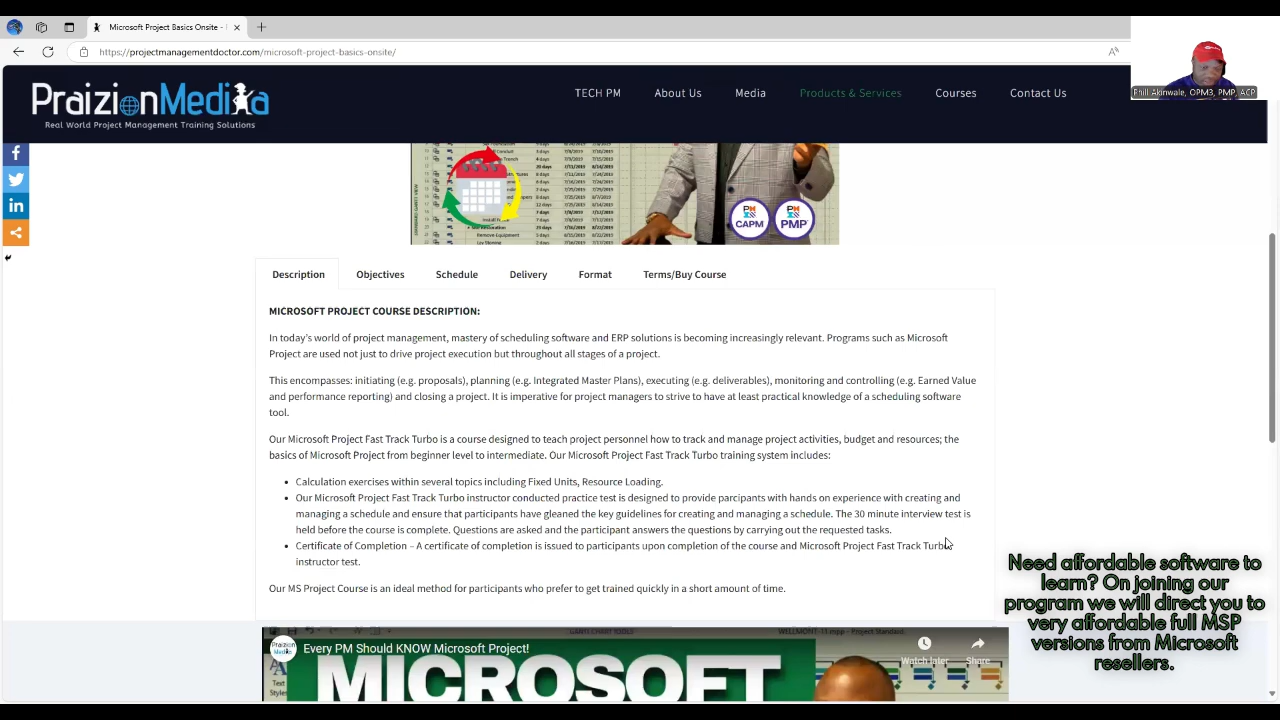 Microsoft Project Basics Onsite -
https://projectmanagementdoctor.com/microsoft-project-basics-onsite/
Phill Akinwale, OPM3, PMP, ACP
PraizionMedia
Real World Project Management Training Solutions
TECH PM
About Us
Media
Products & Services
Courses
Contact Us
CAPM
PMP
Description
Objectives
Schedule
Delivery
Format
Terms/Buy Course
MICROSOFT PROJECT COURSE DESCRIPTION:
In today's world of project management, mastery of scheduling software and ERP solutions is becoming increasingly relevant. Programs such as Microsoft
Project are used not just to drive project execution but throughout all stages of a project.
This encompasses: initiating (e.g. proposals), planning (e.g. Integrated Master Plans), executing (e.g. deliverables), monitoring and controlling (e.g. Earned Value
and performance reporting) and closing a project. It is imperative for project managers to strive to have at least practical knowledge of a scheduling software
tool.
Our Microsoft Project Fast Track Turbo is a course designed to teach project personnel how to track and manage project activities, budget and resources; the
basics of Microsoft Project from beginner level to intermediate. Our Microsoft Project Fast Track Turbo training system includes:
Calculation exercises within several topics including Fixed Units, Resource Loading.
Our Microsoft Project Fast Track Turbo instructor conducted practice test is designed to provide parcipants with hands on experience with creating and
managing a schedule and ensure that participants have gleaned the key guidelines for creating and managing a schedule. The 30 minute interview test is
held before the course is complete. Questions are asked and the participant answers the questions by carrying out the requested tasks.
Certificate of Completion – A certificate of completion is issued to participants upon completion of the course and Microsoft Project Fast Track Turbo
instructor test.
Our MS Project Course is an ideal method for participants who prefer to get trained quickly in a short amount of time.
Need affordable software to
learn? On joining our
program we will direct you to
very affordable full MSP
versions from Microsoft
resellers.
Every PM Should KNOW Microsoft Project!
Watch later
Share
MICROSOFT